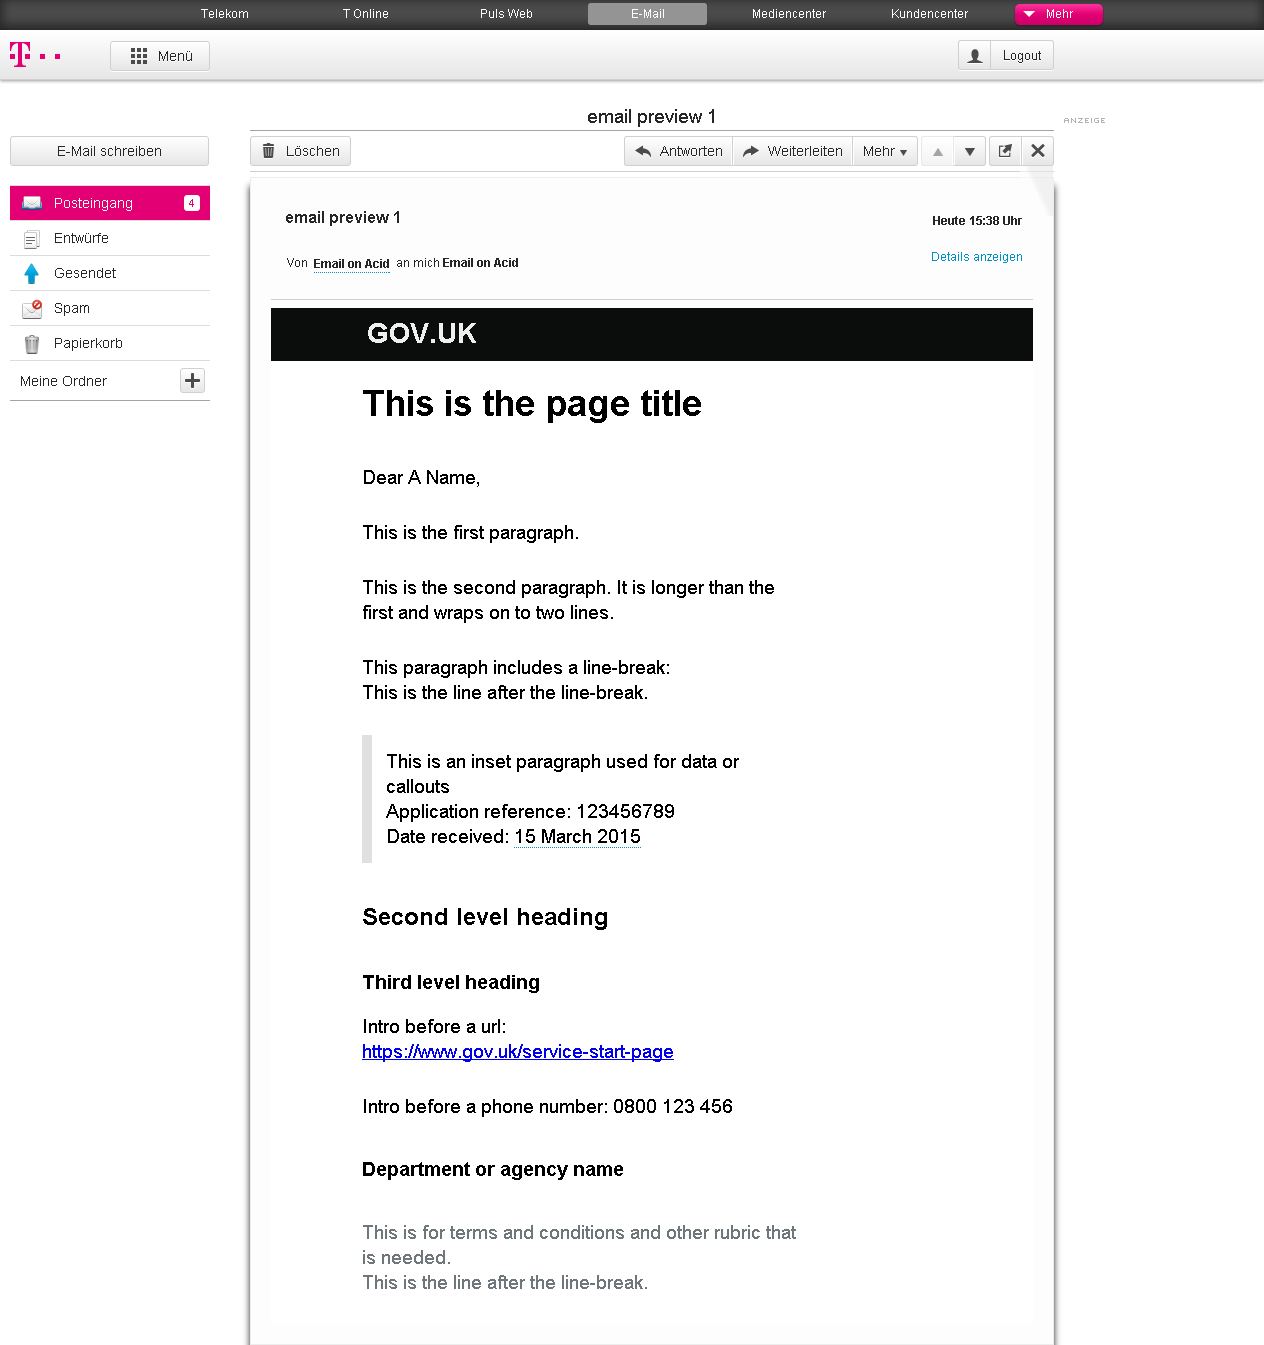 Telekom T Online Puls Web E-Mail Mediencenter Kundencenter Mehr
T Menü Logout
email preview 1
ANZEIGE
E-Mail schreiben
Löschen Antworten Weiterleiten Mehr
Posteingang 4
Entwürfe
Gesendet
Spam
Papierkorb
Meine Ordner
email preview 1
Heute 15:38 Uhr
Von Email on Acid an mich Email on Acid
Details anzeigen
GOV.UK
This is the page title
Dear A Name,
This is the first paragraph.
This is the second paragraph. It is longer than the
first and wraps on to two lines.
This paragraph includes a line-break:
This is the line after the line-break.
This is an inset paragraph used for data or
callouts
Application reference: 123456789
Date received: 15 March 2015
Second level heading
Third level heading
Intro before a url:
https://www.gov.uk/service-start-page
Intro before a phone number: 0800 123 456
Department or agency name
This is for terms and conditions and other rubric that
is needed.
This is the line after the line-break.